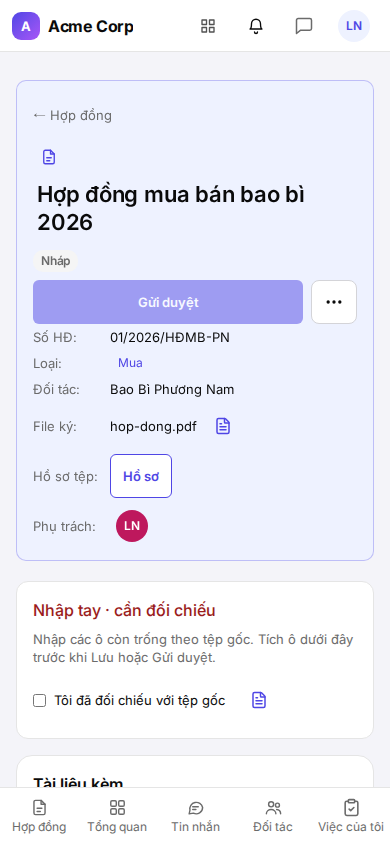 A Acme Corp LN
← Hợp đồng
Hợp đồng mua bán bao bì
2026
Nháp
Gửi duyệt
Số HĐ: 01/2026/HĐMB-PN
Loại: Mua
Đối tác: Bao Bì Phương Nam
File ký: hop-dong.pdf
Hồ sơ tệp: Hồ sơ
Phụ trách: LN
Nhập tay · cần đối chiếu
Nhập các ô còn trống theo tệp gốc. Tích ô dưới đây
trước khi Lưu hoặc Gửi duyệt.
Tôi đã đối chiếu với tệp gốc
Tài liệu kèm
Hợp đồng Tổng quan Tin nhắn Đối tác Việc của tôi